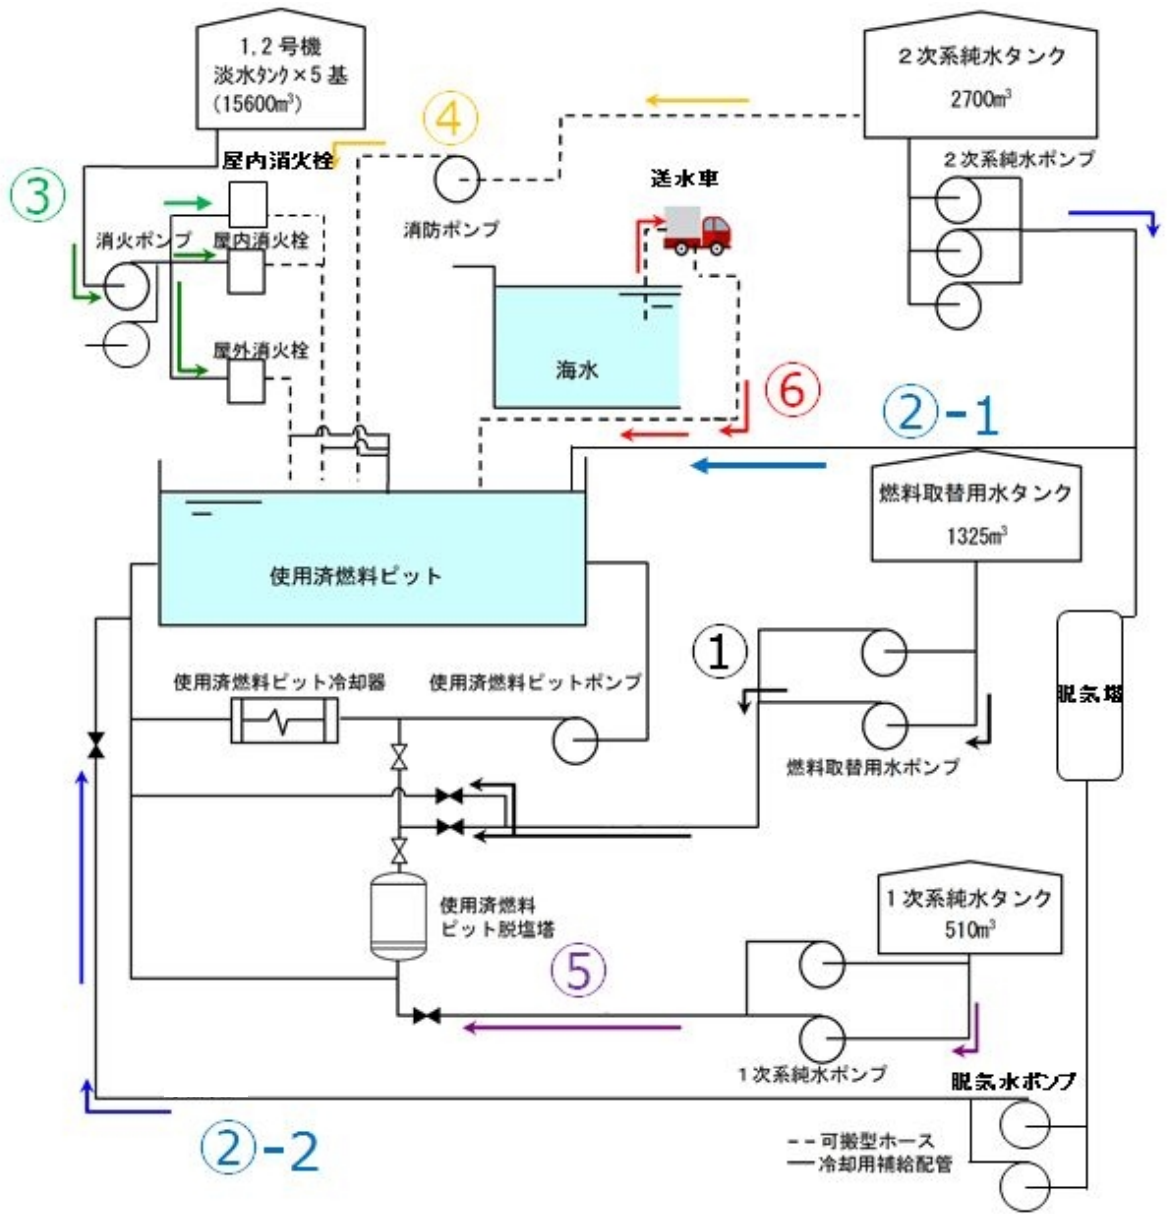 1,2号機
淡水タンク×5基
(15600m³)
2次系純水タンク
2700m³
④
屋内消火栓
2次系純水ポンプ
送水車
③
消火ポンプ
屋内消火栓
消防ポンプ
屋外消火栓
海水
⑥
②-1
燃料取替用水タンク
1325m³
使用済燃料ピット
①
使用済燃料ピット冷却器
使用済燃料ピットポンプ
脱気塔
燃料取替用水ポンプ
使用済燃料
ピット脱塩塔
1次系純水タンク
510m³
⑤
1次系純水ポンプ
脱気水ポンプ
②-2
可搬型ホース
冷却用補給配管